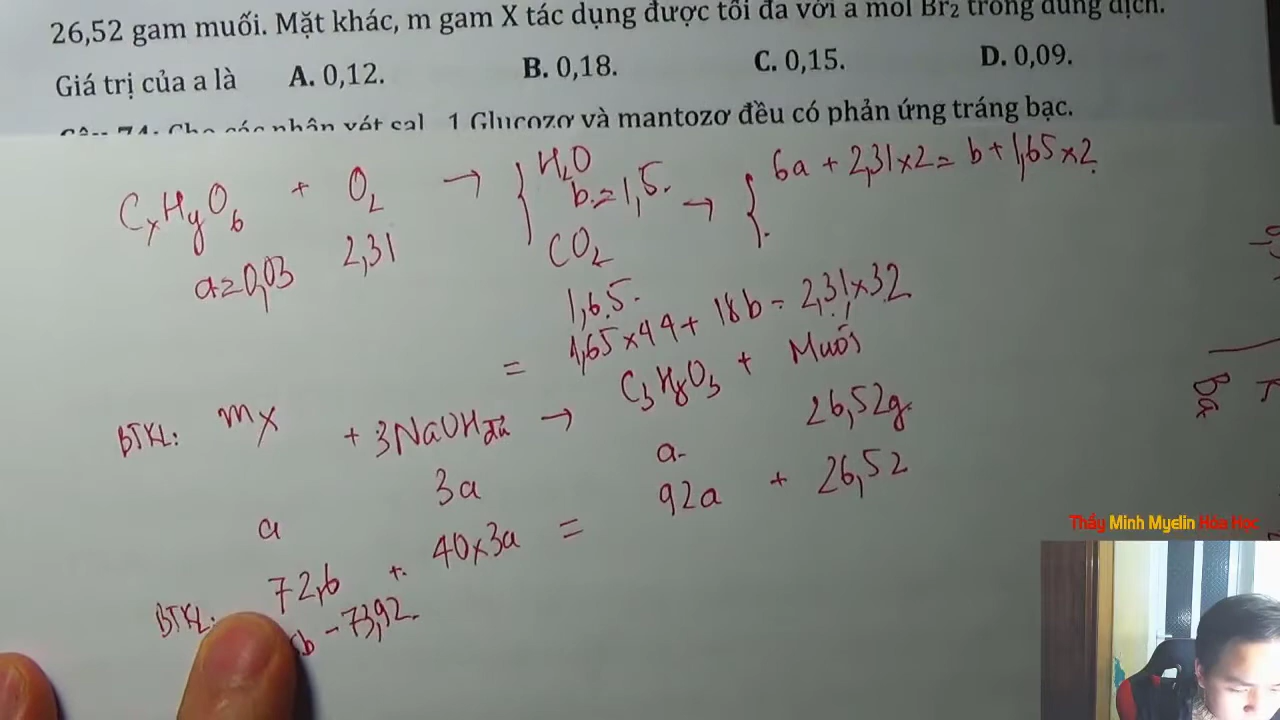 26,52 gam muối. Mặt khác, m gam X tác dụng được tối đa với a mol Br₂ trong dung dịch.
Giá trị của a là A. 0,12. B. 0,18. C. 0,15. D. 0,09.
1 Glucozơ và mantozơ đều có phản ứng tráng bạc.
CₓHᵧO₆ + O₂ → { H₂O → { 6a + 2,31×2 = b + 1,65×2
b = 1,5.
CO₂
a = 0,03 2,31
1,65.
= 1,65×44 + 18b - 2,31×32
BTKL: mX + 3NaOH → C₃H₈O₃ + Muối
26,52g.
a 3a a.
40×3a = 92a + 26,52
BTKL: 72,6 +
- 73,92.
Thầy Minh Myelin Hóa Học